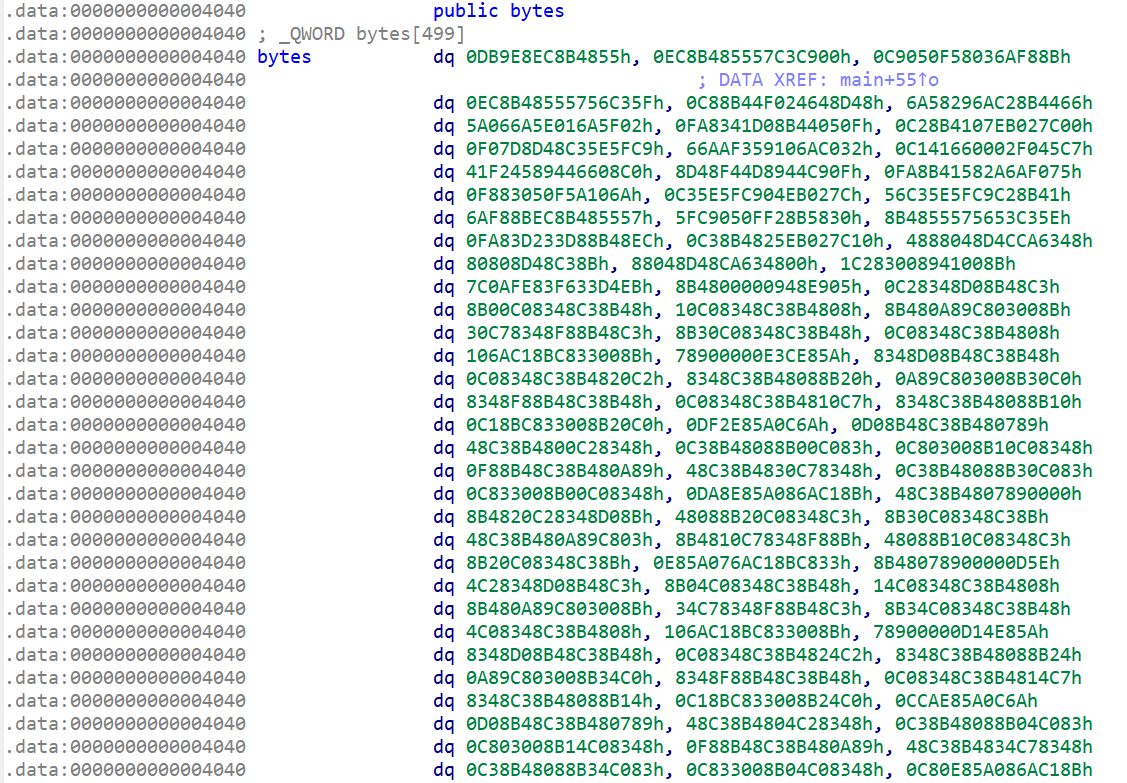 .data:0000000000004040 public bytes
.data:0000000000004040 ; _QWORD bytes[499]
.data:0000000000004040 bytes dq 0DB9E8EC8B4855h, 0EC8B485557C3C900h, 0C9050F58036AF88Bh
.data:0000000000004040 ; DATA XREF: main+55↑o
.data:0000000000004040 dq 0EC8B48555756C35Fh, 0C88B44F024648D48h, 6A58296AC28B4466h
.data:0000000000004040 dq 5A066A5E016A5F02h, 0FA8341D08B44050Fh, 0C28B4107EB027C00h
.data:0000000000004040 dq 0F07D8D48C35E5FC9h, 66AAF359106AC032h, 0C141660002F045C7h
.data:0000000000004040 dq 41F24589446608C0h, 8D48F44D8944C90Fh, 0FA8B41582A6AF075h
.data:0000000000004040 dq 0F883050F5A106Ah, 0C35E5FC904EB027Ch, 56C35E5FC9C28B41h
.data:0000000000004040 dq 6AF88BEC8B485557h, 5FC9050FF28B5830h, 8B4855575653C35Eh
.data:0000000000004040 dq 0FA83D233D88B48ECh, 0C38B4825EB027C10h, 4888048D4CCA6348h
.data:0000000000004040 dq 80808D48C38Bh, 88048D48CA634800h, 1C283008941008Bh
.data:0000000000004040 dq 7C0AFE83F633D4EBh, 8B4800000948E905h, 0C28348D08B48C3h
.data:0000000000004040 dq 8B00C08348C38B48h, 10C08348C38B4808h, 8B480A89C803008Bh
.data:0000000000004040 dq 30C78348F88B48C3h, 8B30C08348C38B48h, 0C08348C38B4808h
.data:0000000000004040 dq 106AC18BC833008Bh, 78900000E3CE85Ah, 8348D08B48C38B48h
.data:0000000000004040 dq 0C08348C38B4820C2h, 8348C38B48088B20h, 0A89C803008B30C0h
.data:0000000000004040 dq 8348F88B48C38B48h, 0C08348C38B4810C7h, 8348C38B48088B10h
.data:0000000000004040 dq 0C18BC833008B20C0h, 0DF2E85A0C6Ah, 0D08B48C38B480789h
.data:0000000000004040 dq 48C38B4800C28348h, 0C38B48088B00C083h, 0C803008B10C08348h
.data:0000000000004040 dq 0F88B48C38B480A89h, 48C38B4830C78348h, 0C38B48088B30C083h
.data:0000000000004040 dq 0C833008B00C08348h, 0DA8E85A086AC18Bh, 48C38B4807890000h
.data:0000000000004040 dq 8B4820C28348D08Bh, 48088B20C08348C3h, 8B30C08348C38Bh
.data:0000000000004040 dq 48C38B480A89C803h, 8B4810C78348F88Bh, 48088B10C08348C3h
.data:0000000000004040 dq 8B20C08348C38Bh, 0E85A076AC18BC833h, 8B48078900000D5Eh
.data:0000000000004040 dq 4C28348D08B48C3h, 8B04C08348C38B48h, 14C08348C38B4808h
.data:0000000000004040 dq 8B480A89C803008Bh, 34C78348F88B48C3h, 8B34C08348C38B48h
.data:0000000000004040 dq 4C08348C38B4808h, 106AC18BC833008Bh, 78900000D14E85Ah
.data:0000000000004040 dq 8348D08B48C38B48h, 0C08348C38B4824C2h, 8348C38B48088B24h
.data:0000000000004040 dq 0A89C803008B34C0h, 8348F88B48C38B48h, 0C08348C38B4814C7h
.data:0000000000004040 dq 8348C38B48088B14h, 0C18BC833008B24C0h, 0CCAE85A0C6Ah
.data:0000000000004040 dq 0D08B48C38B480789h, 48C38B4804C28348h, 0C38B48088B04C083h
.data:0000000000004040 dq 0C803008B14C08348h, 0F88B48C38B480A89h, 48C38B4834C78348h
.data:0000000000004040 dq 0C38B48088B34C083h, 0C833008B04C08348h, 0C80E85A086AC18Bh